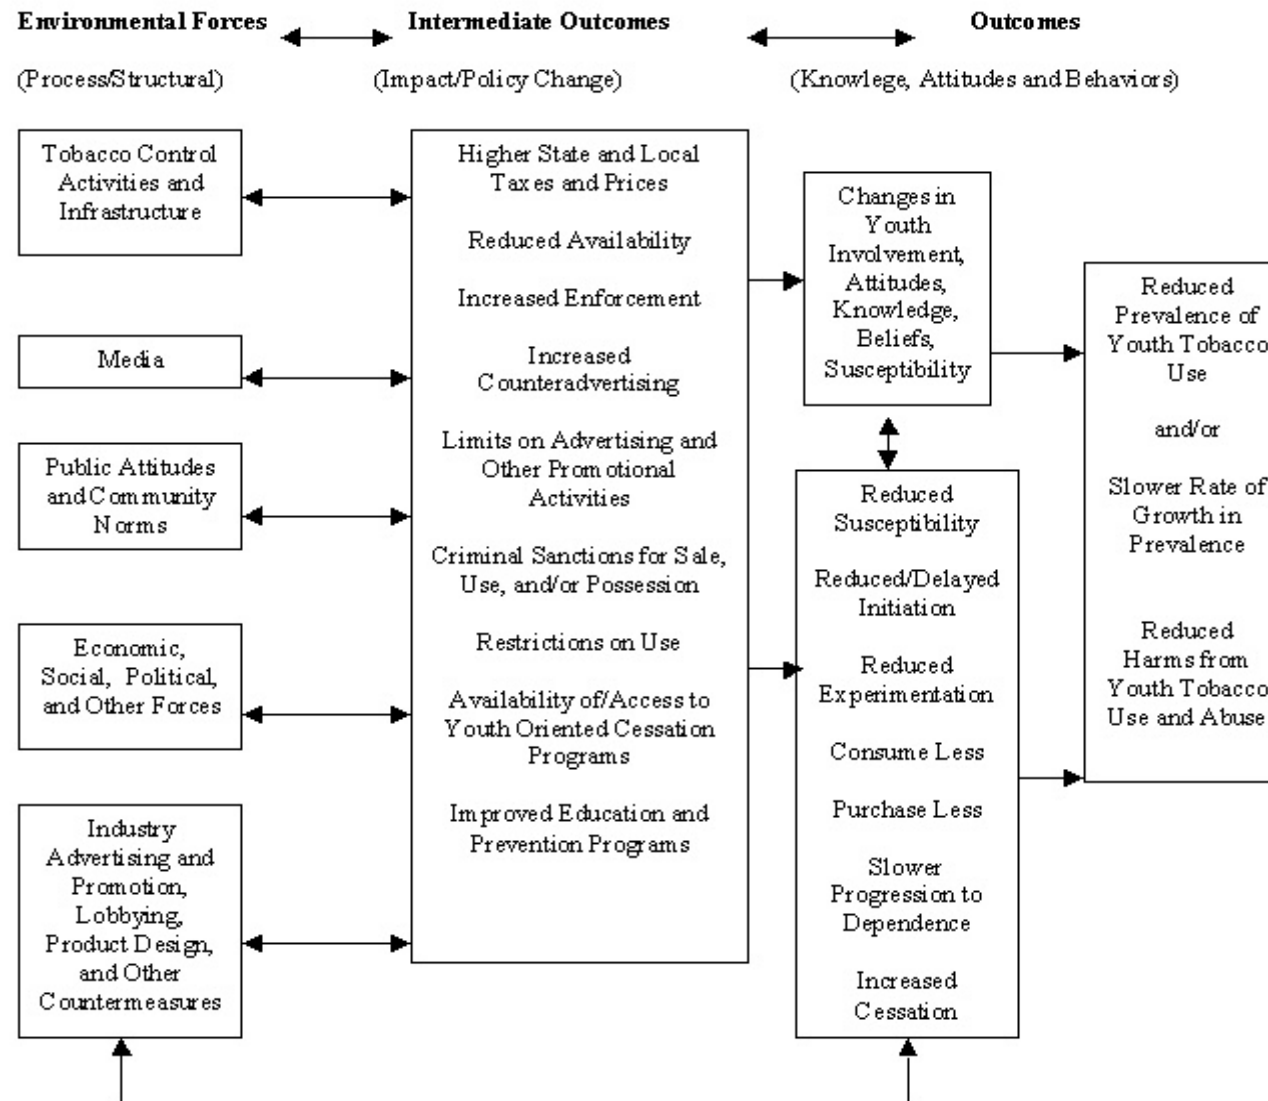 Environmental Forces
Intermediate Outcomes
Outcomes
(Process/Structural)
(Impact/Policy Change)
(Knowlege, Attitudes and Behaviors)
Tobacco Control
Activities and
Infrastructure
Media
Public Attitudes
and Community
Norms
Economic,
Social, Political,
and Other Forces
Industry
Advertising and
Promotion,
Lobbying,
Product Design,
and Other
Countermeasures
Higher State and Local
Taxes and Prices
Reduced Availability
Increased Enforcement
Increased
Counteradvertising
Limits on Advertising and
Other Promotional
Activities
Criminal Sanctions for Sale,
Use, and/or Possession
Restrictions on Use
Availability of/Access to
Youth Oriented Cessation
Programs
Improved Education and
Prevention Programs
Changes in
Youth
Involvement,
Attitudes,
Knowledge,
Beliefs,
Susceptibility
Reduced
Susceptibility
Reduced/Delayed
Initiation
Reduced
Experimentation
Consume Less
Purchase Less
Slower
Progression to
Dependence
Increased
Cessation
Reduced
Prevalence of
Youth Tobacco
Use
and/or
Slower Rate of
Growth in
Prevalence
Reduced
Harms from
Youth Tobacco
Use and Abuse